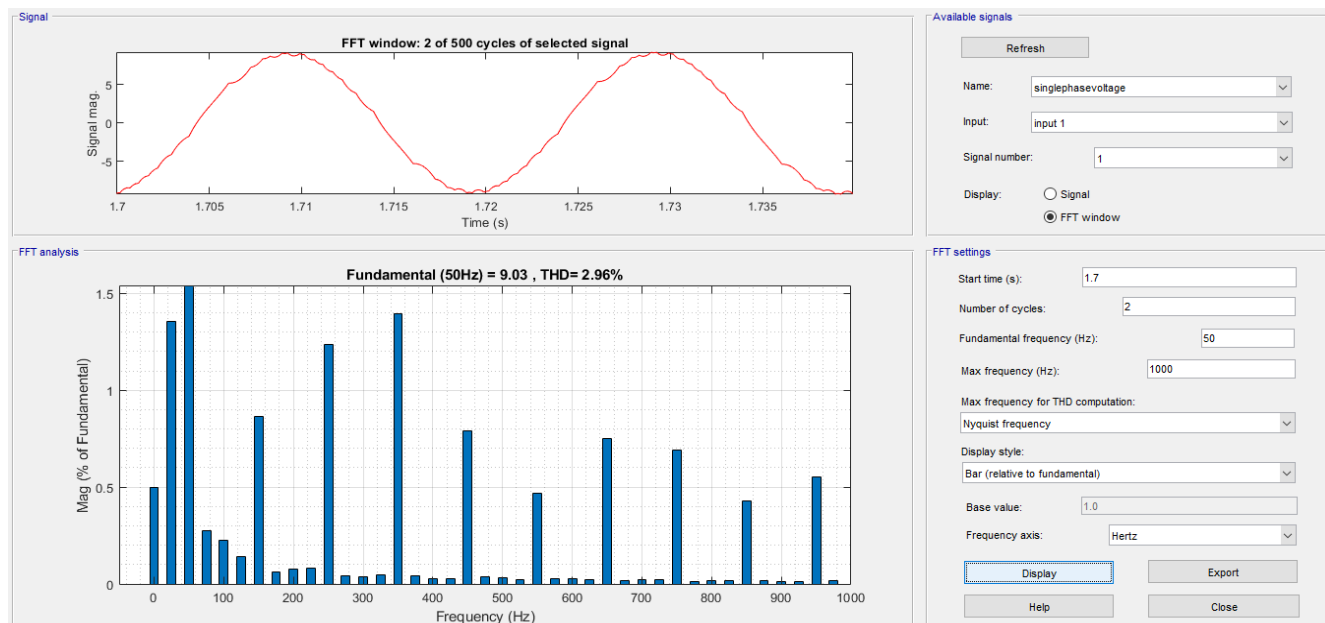 Signal
FFT window: 2 of 500 cycles of selected signal
Signal mag.
5
0
-5
1.7
1.705
1.71
1.715
1.72
1.725
1.73
1.735
Time (s)
FFT analysis
Fundamental (50Hz) = 9.03 , THD= 2.96%
Mag (% of Fundamental)
1.5
1
0.5
0
0
100
200
300
400
500
600
700
800
900
1000
Frequency (Hz)
Available signals
Refresh
Name:
singlephasevoltage
Input:
input 1
Signal number:
1
Display:
Signal
FFT window
FFT settings
Start time (s):
1.7
Number of cycles:
2
Fundamental frequency (Hz):
50
Max frequency (Hz):
1000
Max frequency for THD computation:
Nyquist frequency
Display style:
Bar (relative to fundamental)
Base value:
1.0
Frequency axis:
Hertz
Display
Export
Help
Close